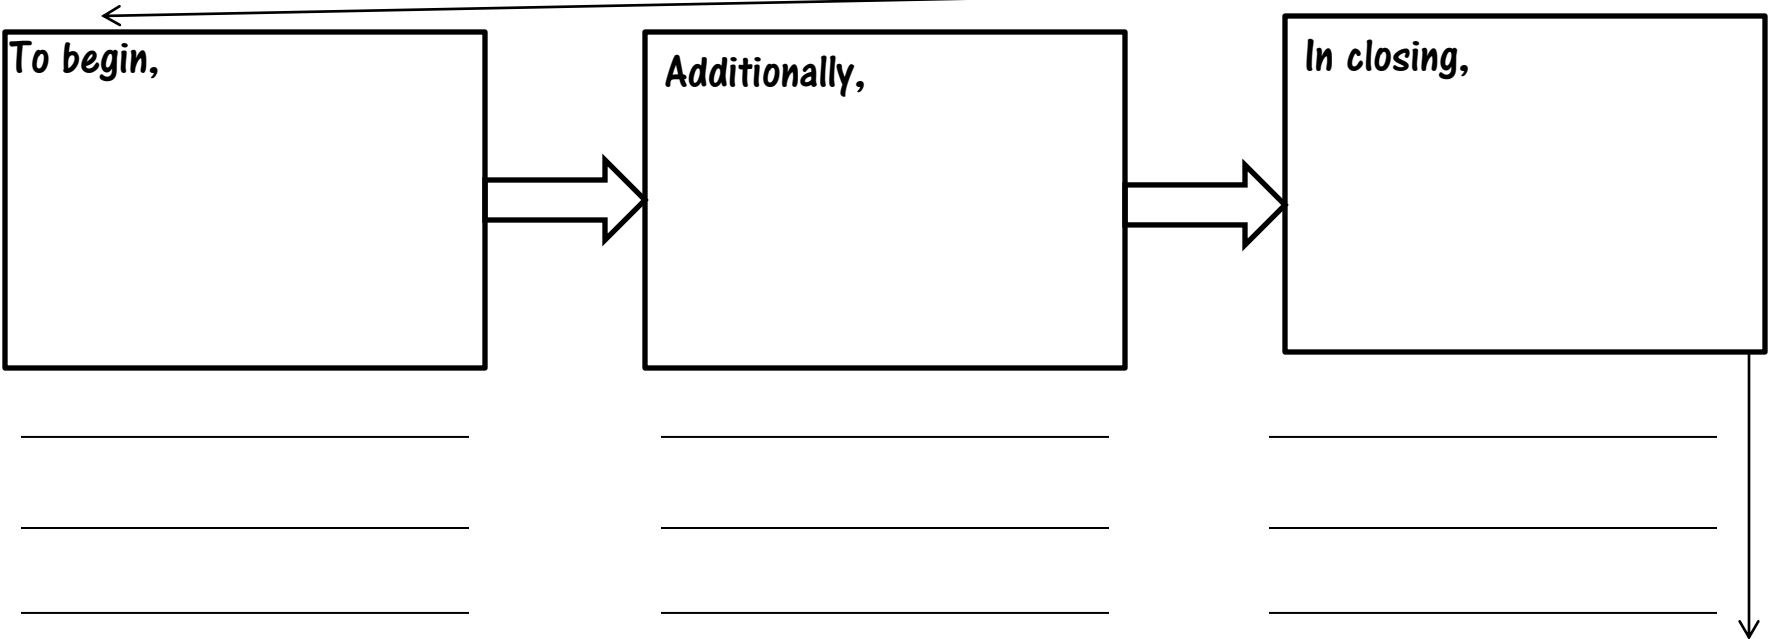 To begin,
Additionally,
In closing,